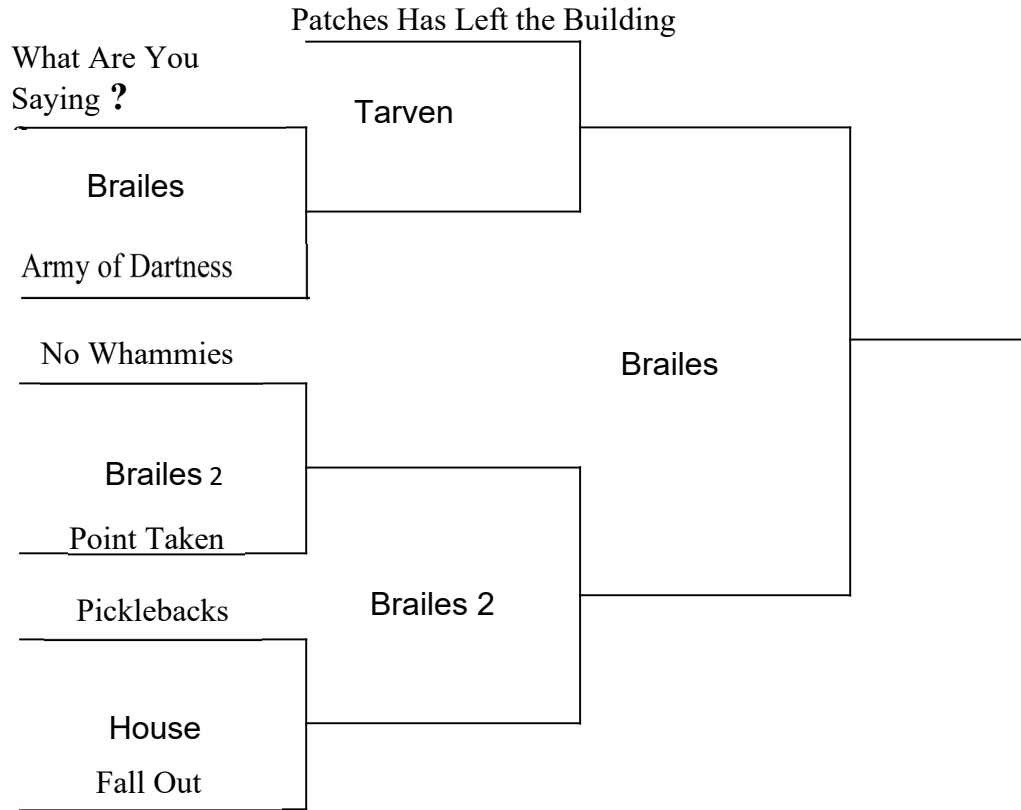 Patches Has Left the Building
What Are You
Saying ?
Tarven
Brailes
Army of Dartness
No Whammies
Brailes
Brailes 2
Point Taken
Brailes 2
Picklebacks
House
Fall Out